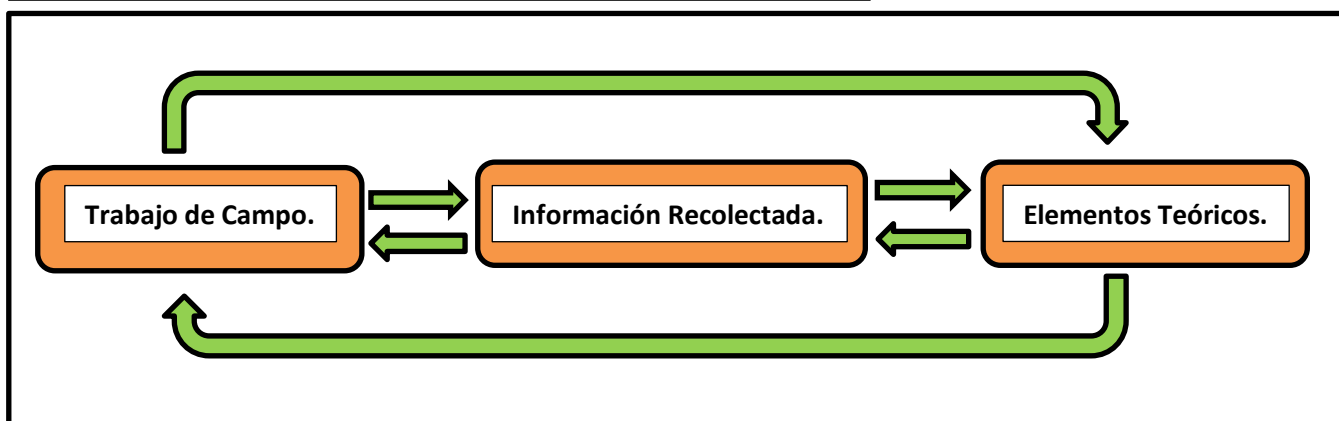 Trabajo de Campo.
Información Recolectada.
Elementos Teóricos.